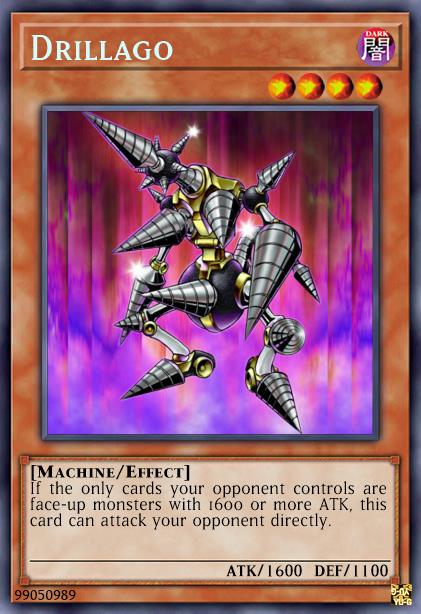 DRILLAGO
DARK
闇
[MACHINE/EFFECT]
If the only cards your opponent controls are
face-up monsters with 1600 or more ATK, this
card can attack your opponent directly.
ATK/1600 DEF/1100
99050989